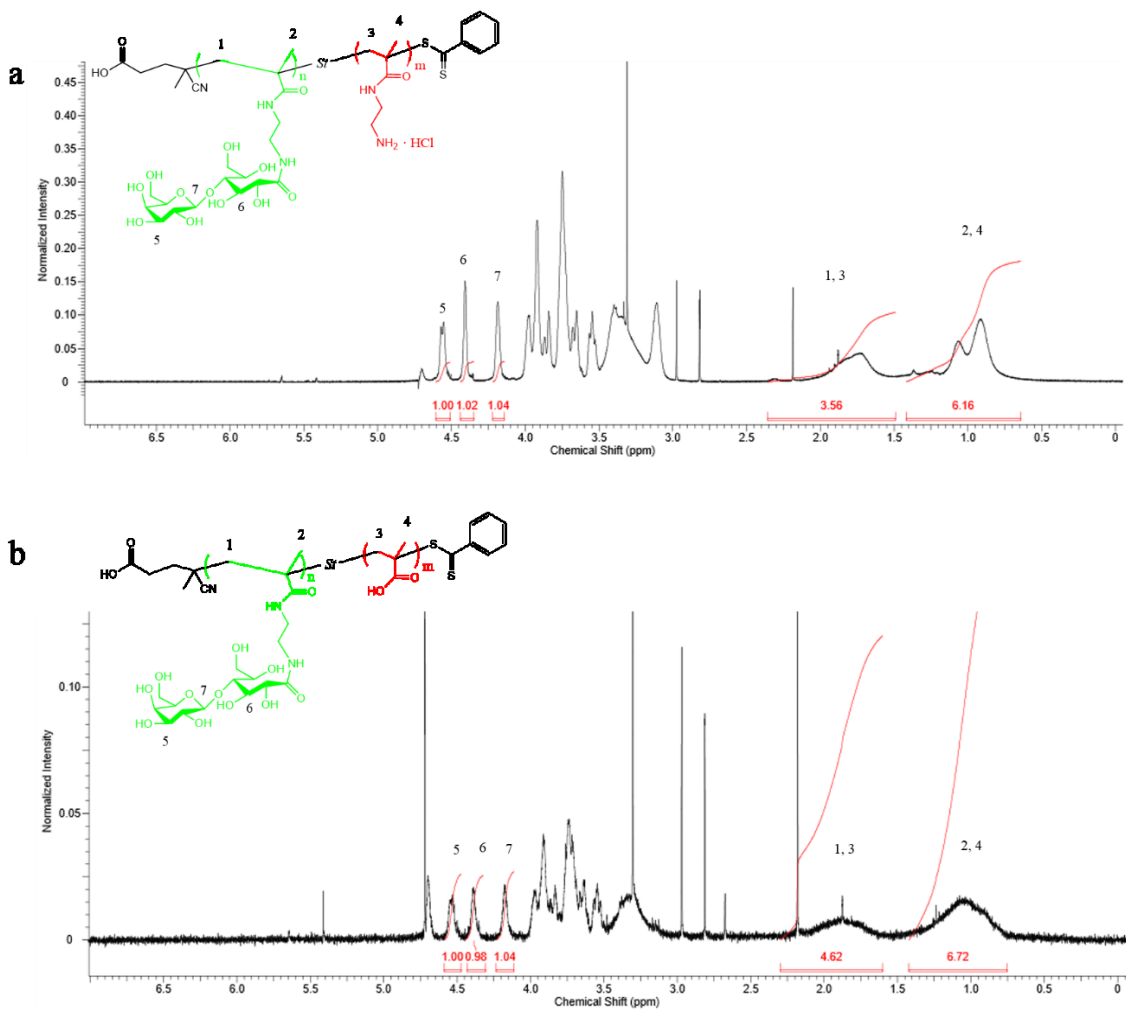 a
1 2 3 4
O
HO
CN
n
St
m
S
S
O
HN
O
HN
NH₂ · HCl
HO
OH
OH
NH
O
7
O
HO
OH
O
OH
HO
OH
HO
OH
6
5
Normalized Intensity
0.45
0.40
0.35
0.30
0.25
0.20
0.15
0.10
0.05
0
5
6
7
1, 3
2, 4
1.00 1.02 1.04 3.56 6.16
6.5 6.0 5.5 5.0 4.5 4.0 3.5 3.0 2.5 2.0 1.5 1.0 0.5 0.0
Chemical Shift (ppm)
b
1 2 3 4
O
HO
CN
n
St
m
S
S
O
HN
O
HO
HO
OH
OH
NH
O
7
O
HO
OH
O
OH
HO
OH
HO
OH
6
5
Normalized Intensity
0.10
0.05
0
5 6 7
1, 3
2, 4
1.00 0.98 1.04 4.62 6.72
6.5 6.0 5.5 5.0 4.5 4.0 3.5 3.0 2.5 2.0 1.5 1.0 0.5 0
Chemical Shift (ppm)